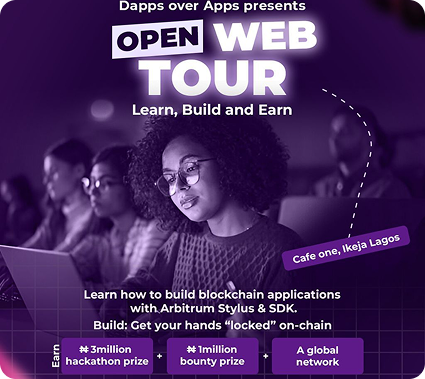 Dapps over Apps presents
OPEN WEB
TOUR
Learn, Build and Earn
Cafe one, Ikeja Lagos
Learn how to build blockchain applications
with Arbitrum Stylus & SDK.
Build: Get your hands “locked” on-chain
Earn
₦ 3million
hackathon prize
+
₦ 1million
bounty prize
+
A global
network